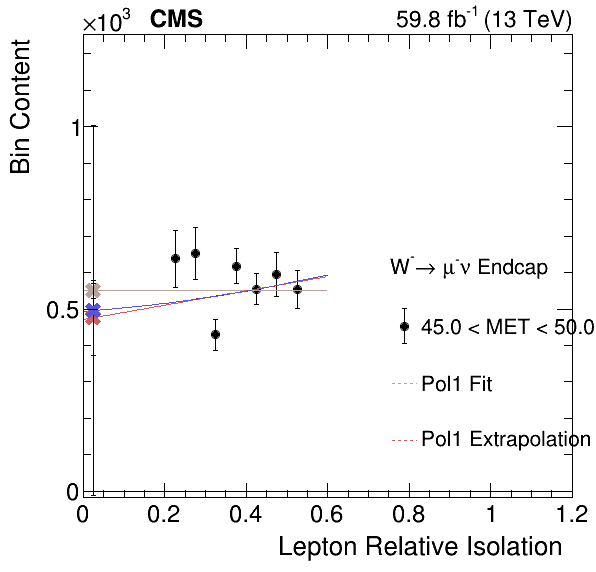 ×10³ CMS 59.8 fb⁻¹ (13 TeV)
Bin Content
1
0.5
0
W⁻→ μ⁻ν Endcap
45.0 < MET < 50.0
Pol1 Fit
Pol1 Extrapolation
0 0.2 0.4 0.6 0.8 1 1.2
Lepton Relative Isolation